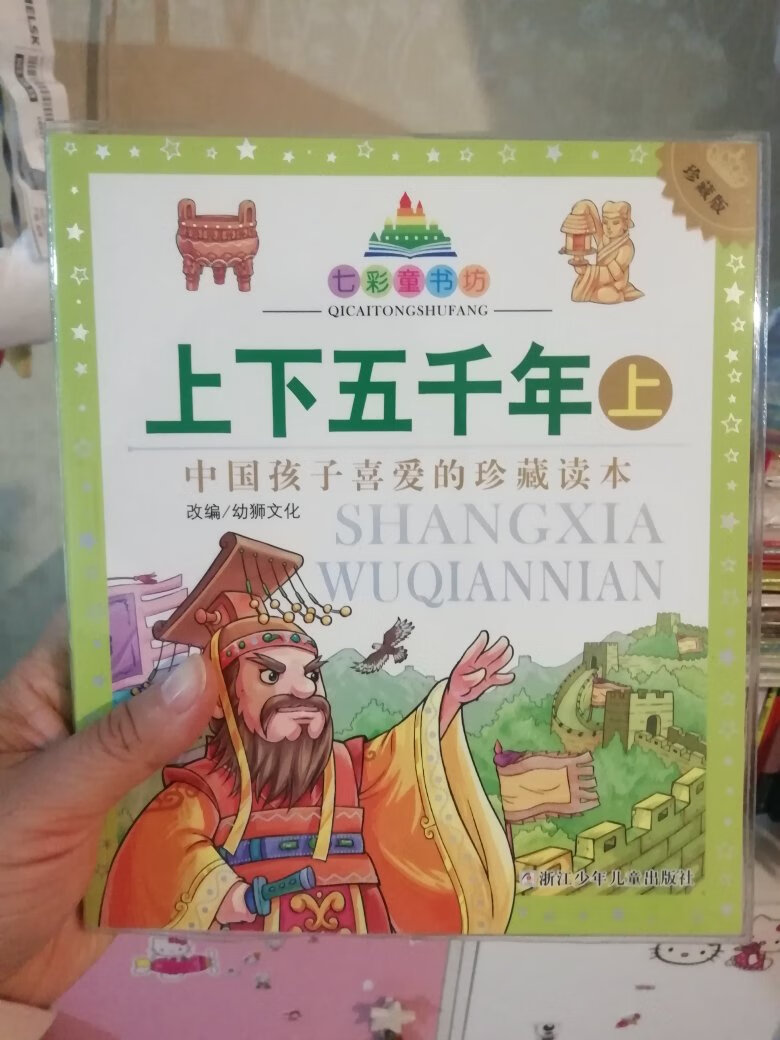 珍藏版
七彩童书坊
QICAITONGSHUFANG
上下五千年 上
中国孩子喜爱的珍藏读本
改编/幼狮文化
SHANGXIA
WUQIANNIAN
浙江少年儿童出版社